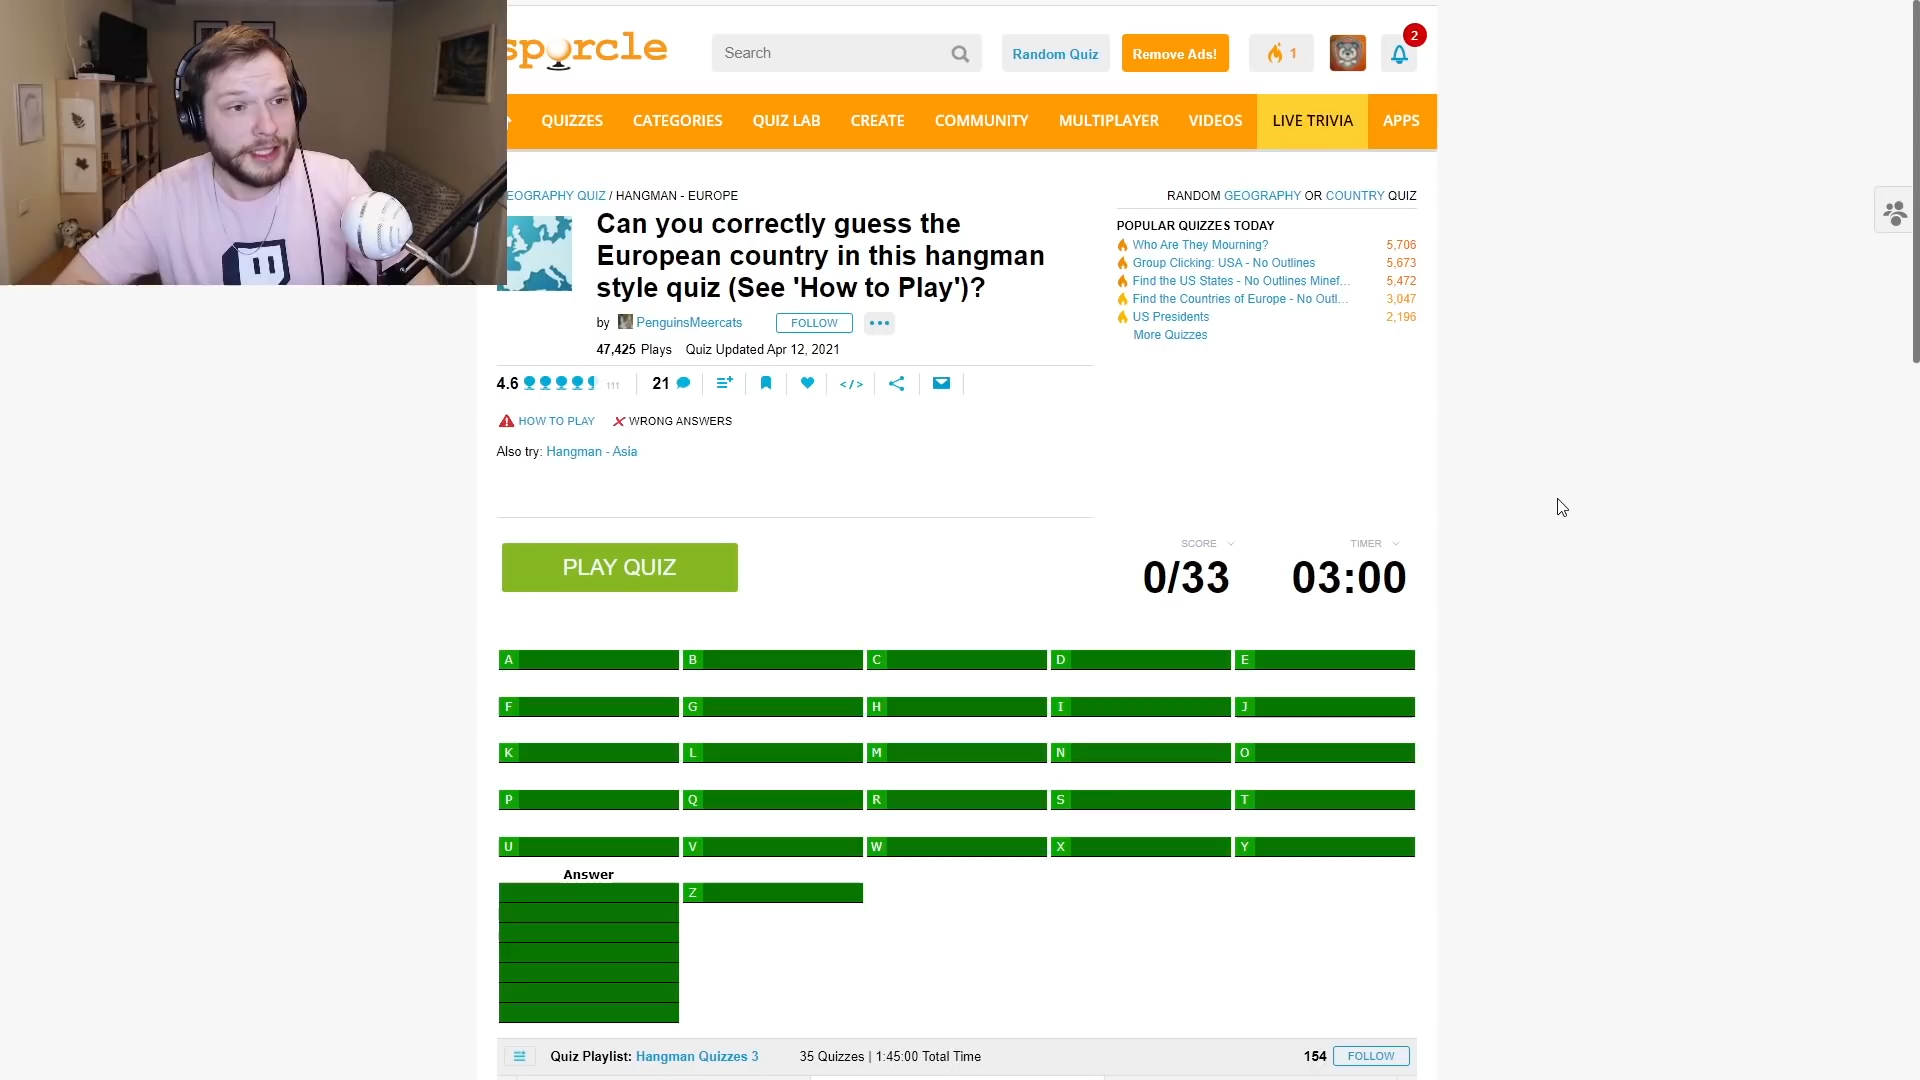 sporcle
Search
Random Quiz
Remove Ads!
1
2
QUIZZES
CATEGORIES
QUIZ LAB
CREATE
COMMUNITY
MULTIPLAYER
VIDEOS
LIVE TRIVIA
APPS
EOGRAPHY QUIZ / HANGMAN - EUROPE
Can you correctly guess the
European country in this hangman
style quiz (See 'How to Play')?
by PenguinsMeercats
FOLLOW
47,425 Plays Quiz Updated Apr 12, 2021
4.6
111
21
</>
HOW TO PLAY
WRONG ANSWERS
Also try: Hangman - Asia
RANDOM GEOGRAPHY OR COUNTRY QUIZ
POPULAR QUIZZES TODAY
Who Are They Mourning? 5,706
Group Clicking: USA - No Outlines 5,673
Find the US States - No Outlines Minef... 5,472
Find the Countries of Europe - No Outl... 3,047
US Presidents 2,196
More Quizzes
PLAY QUIZ
SCORE
0/33
TIMER
03:00
A B C D E
F G H I J
K L M N O
P Q R S T
U V W X Y
Answer
Z
Quiz Playlist: Hangman Quizzes 3 35 Quizzes | 1:45:00 Total Time 154 FOLLOW